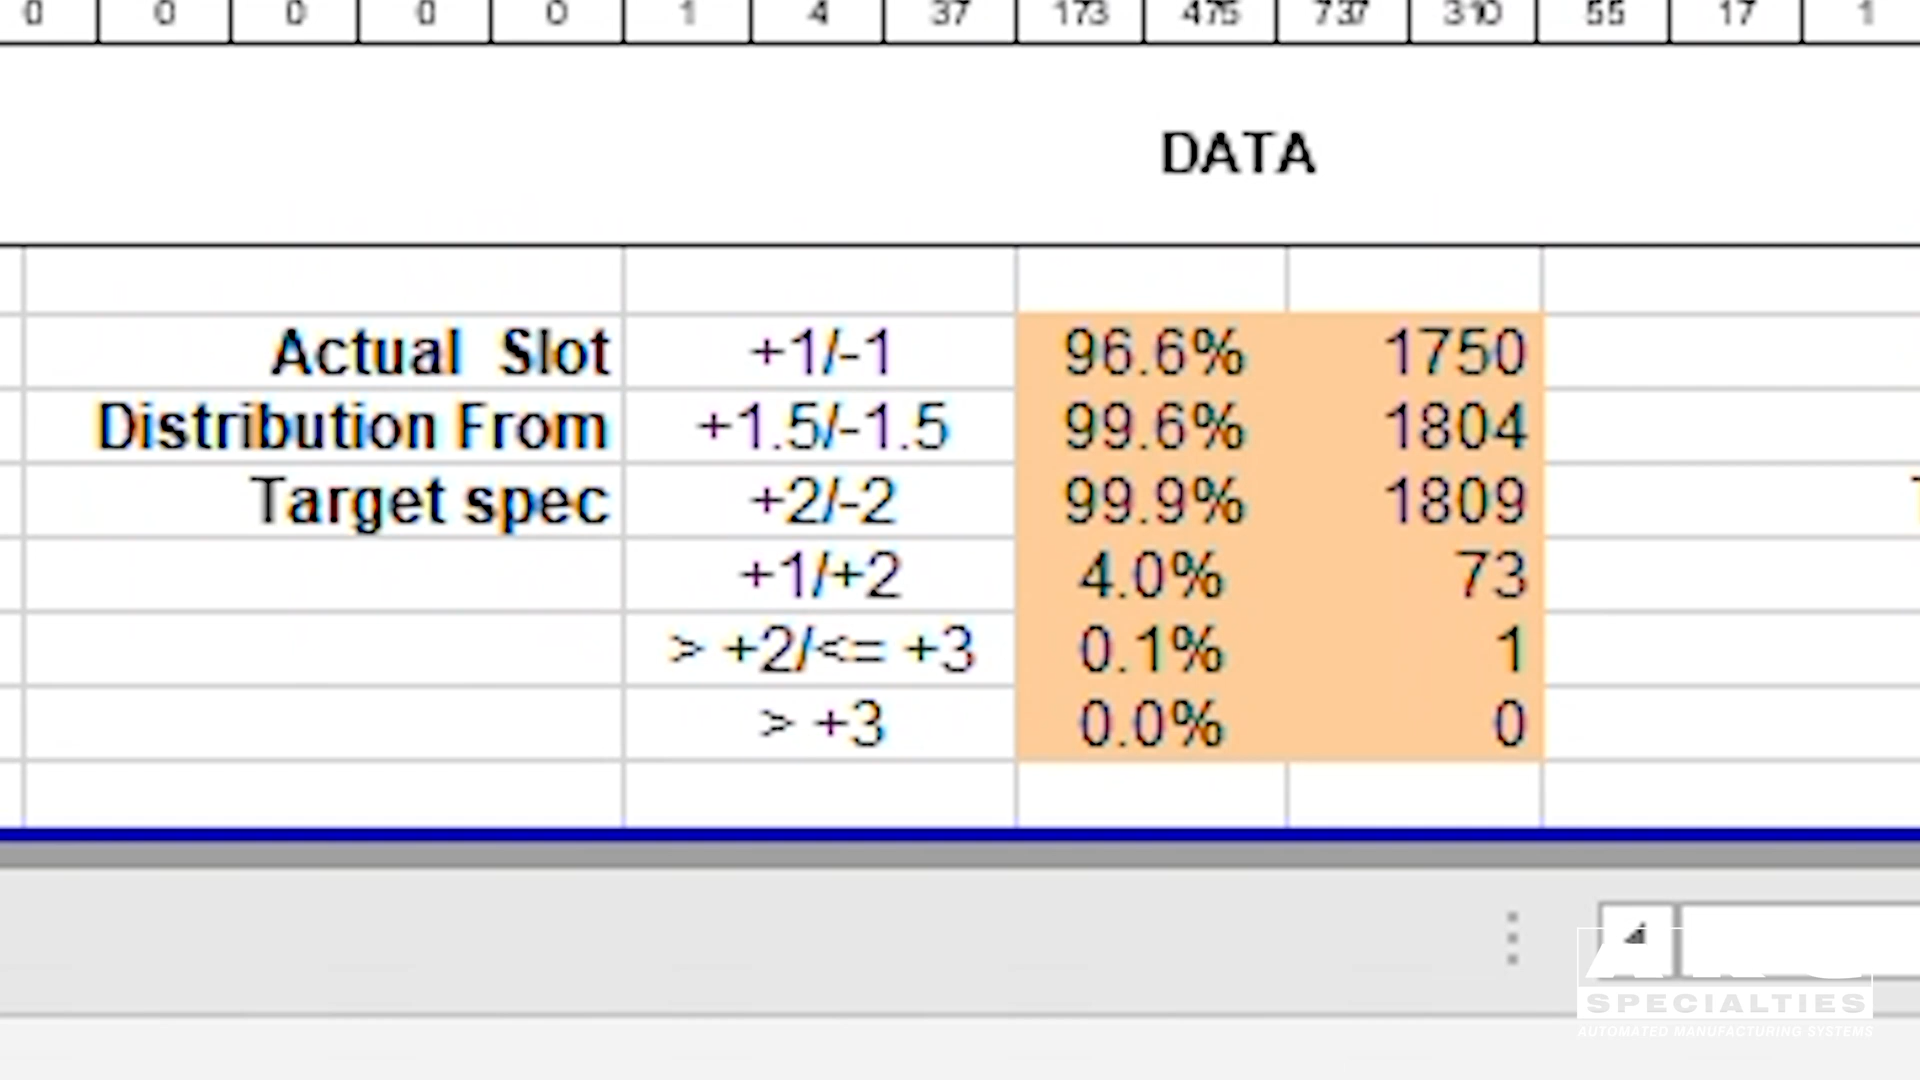 0 0 0 0 0 1 4 37 173 475 737 310 55 17 1
DATA
Actual Slot +1/-1 96.6% 1750
Distribution From +1.5/-1.5 99.6% 1804
Target spec +2/-2 99.9% 1809
+1/+2 4.0% 73
> +2/<= +3 0.1% 1
> +3 0.0% 0
ARC
SPECIALTIES
AUTOMATED MANUFACTURING SYSTEMS